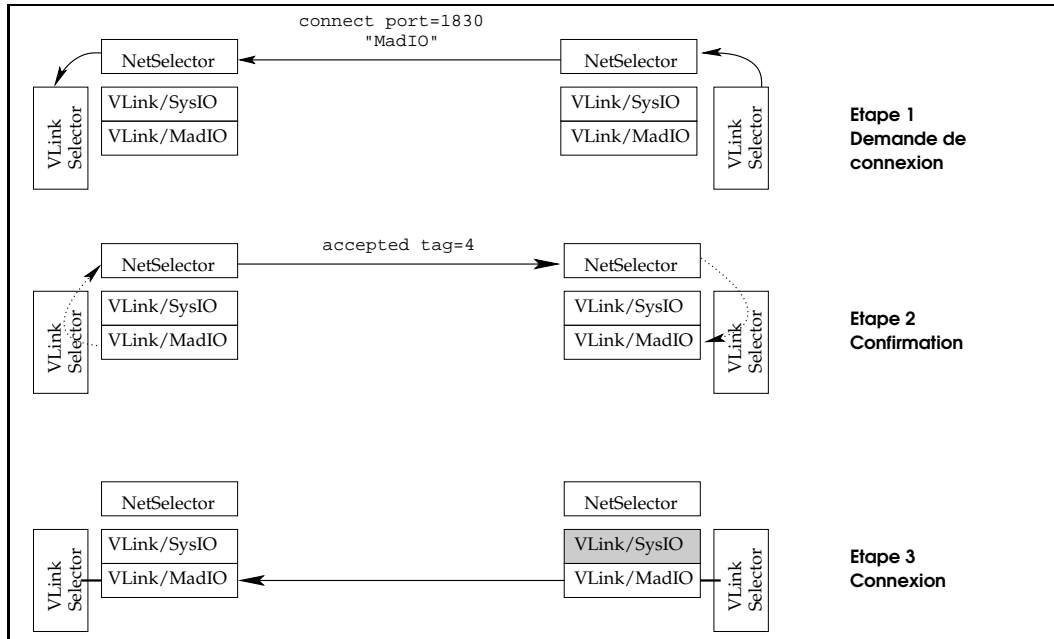 connect port=1830
"MadIO"
NetSelector
NetSelector
VLink
Selector
VLink/SysIO
VLink/MadIO
VLink/SysIO
VLink/MadIO
VLink
Selector
Etape 1
Demande de
connexion
accepted tag=4
NetSelector
NetSelector
VLink
Selector
VLink/SysIO
VLink/MadIO
VLink/SysIO
VLink/MadIO
VLink
Selector
Etape 2
Confirmation
NetSelector
NetSelector
VLink
Selector
VLink/SysIO
VLink/MadIO
VLink/SysIO
VLink/MadIO
VLink
Selector
Etape 3
Connexion